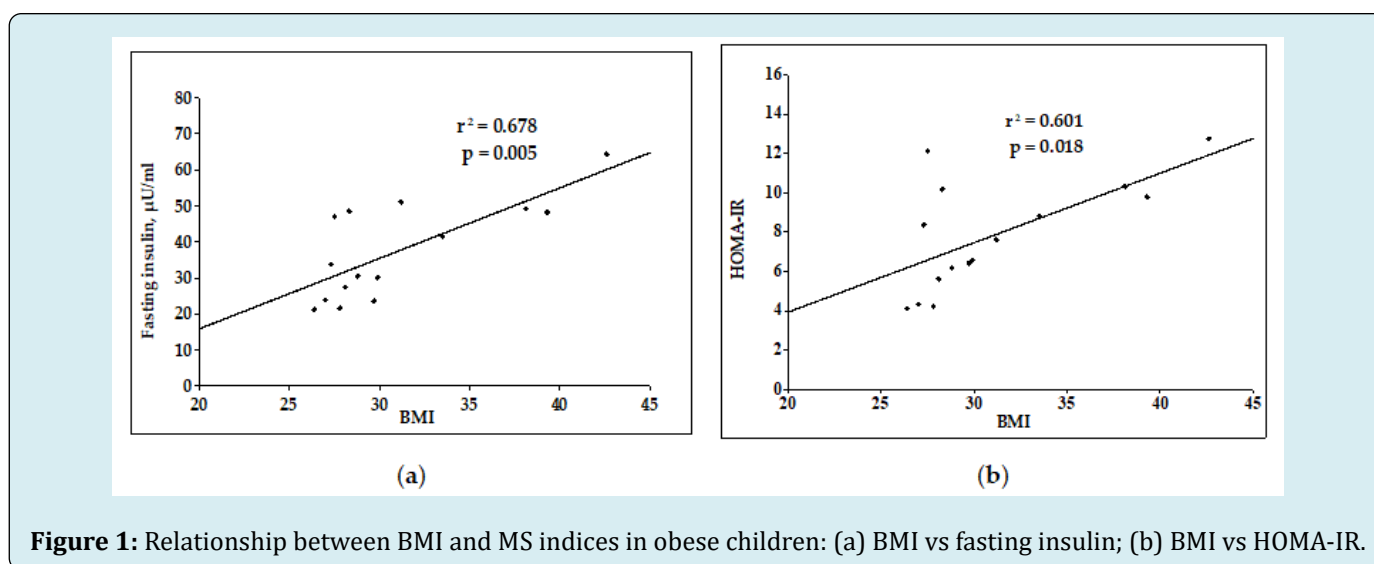 80
70
60
50
40
30
20
10
0
Fasting insulin, µU/ml
r² = 0.678
p = 0.005
20 25 30 35 40 45
BMI
(a)
16
14
12
10
8
6
4
2
0
HOMA-IR
r² = 0.601
p = 0.018
20 25 30 35 40 45
BMI
(b)
Figure 1: Relationship between BMI and MS indices in obese children: (a) BMI vs fasting insulin; (b) BMI vs HOMA-IR.